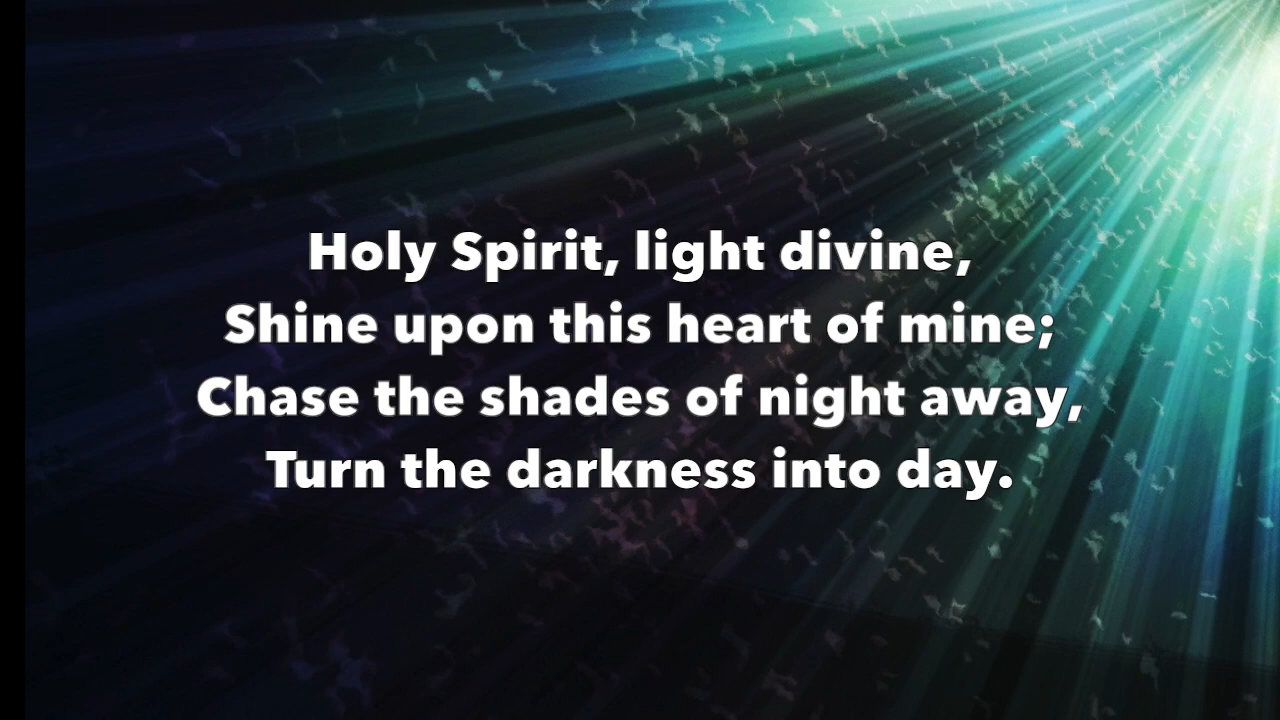 Holy Spirit, light divine,
Shine upon this heart of mine;
Chase the shades of night away,
Turn the darkness into day.